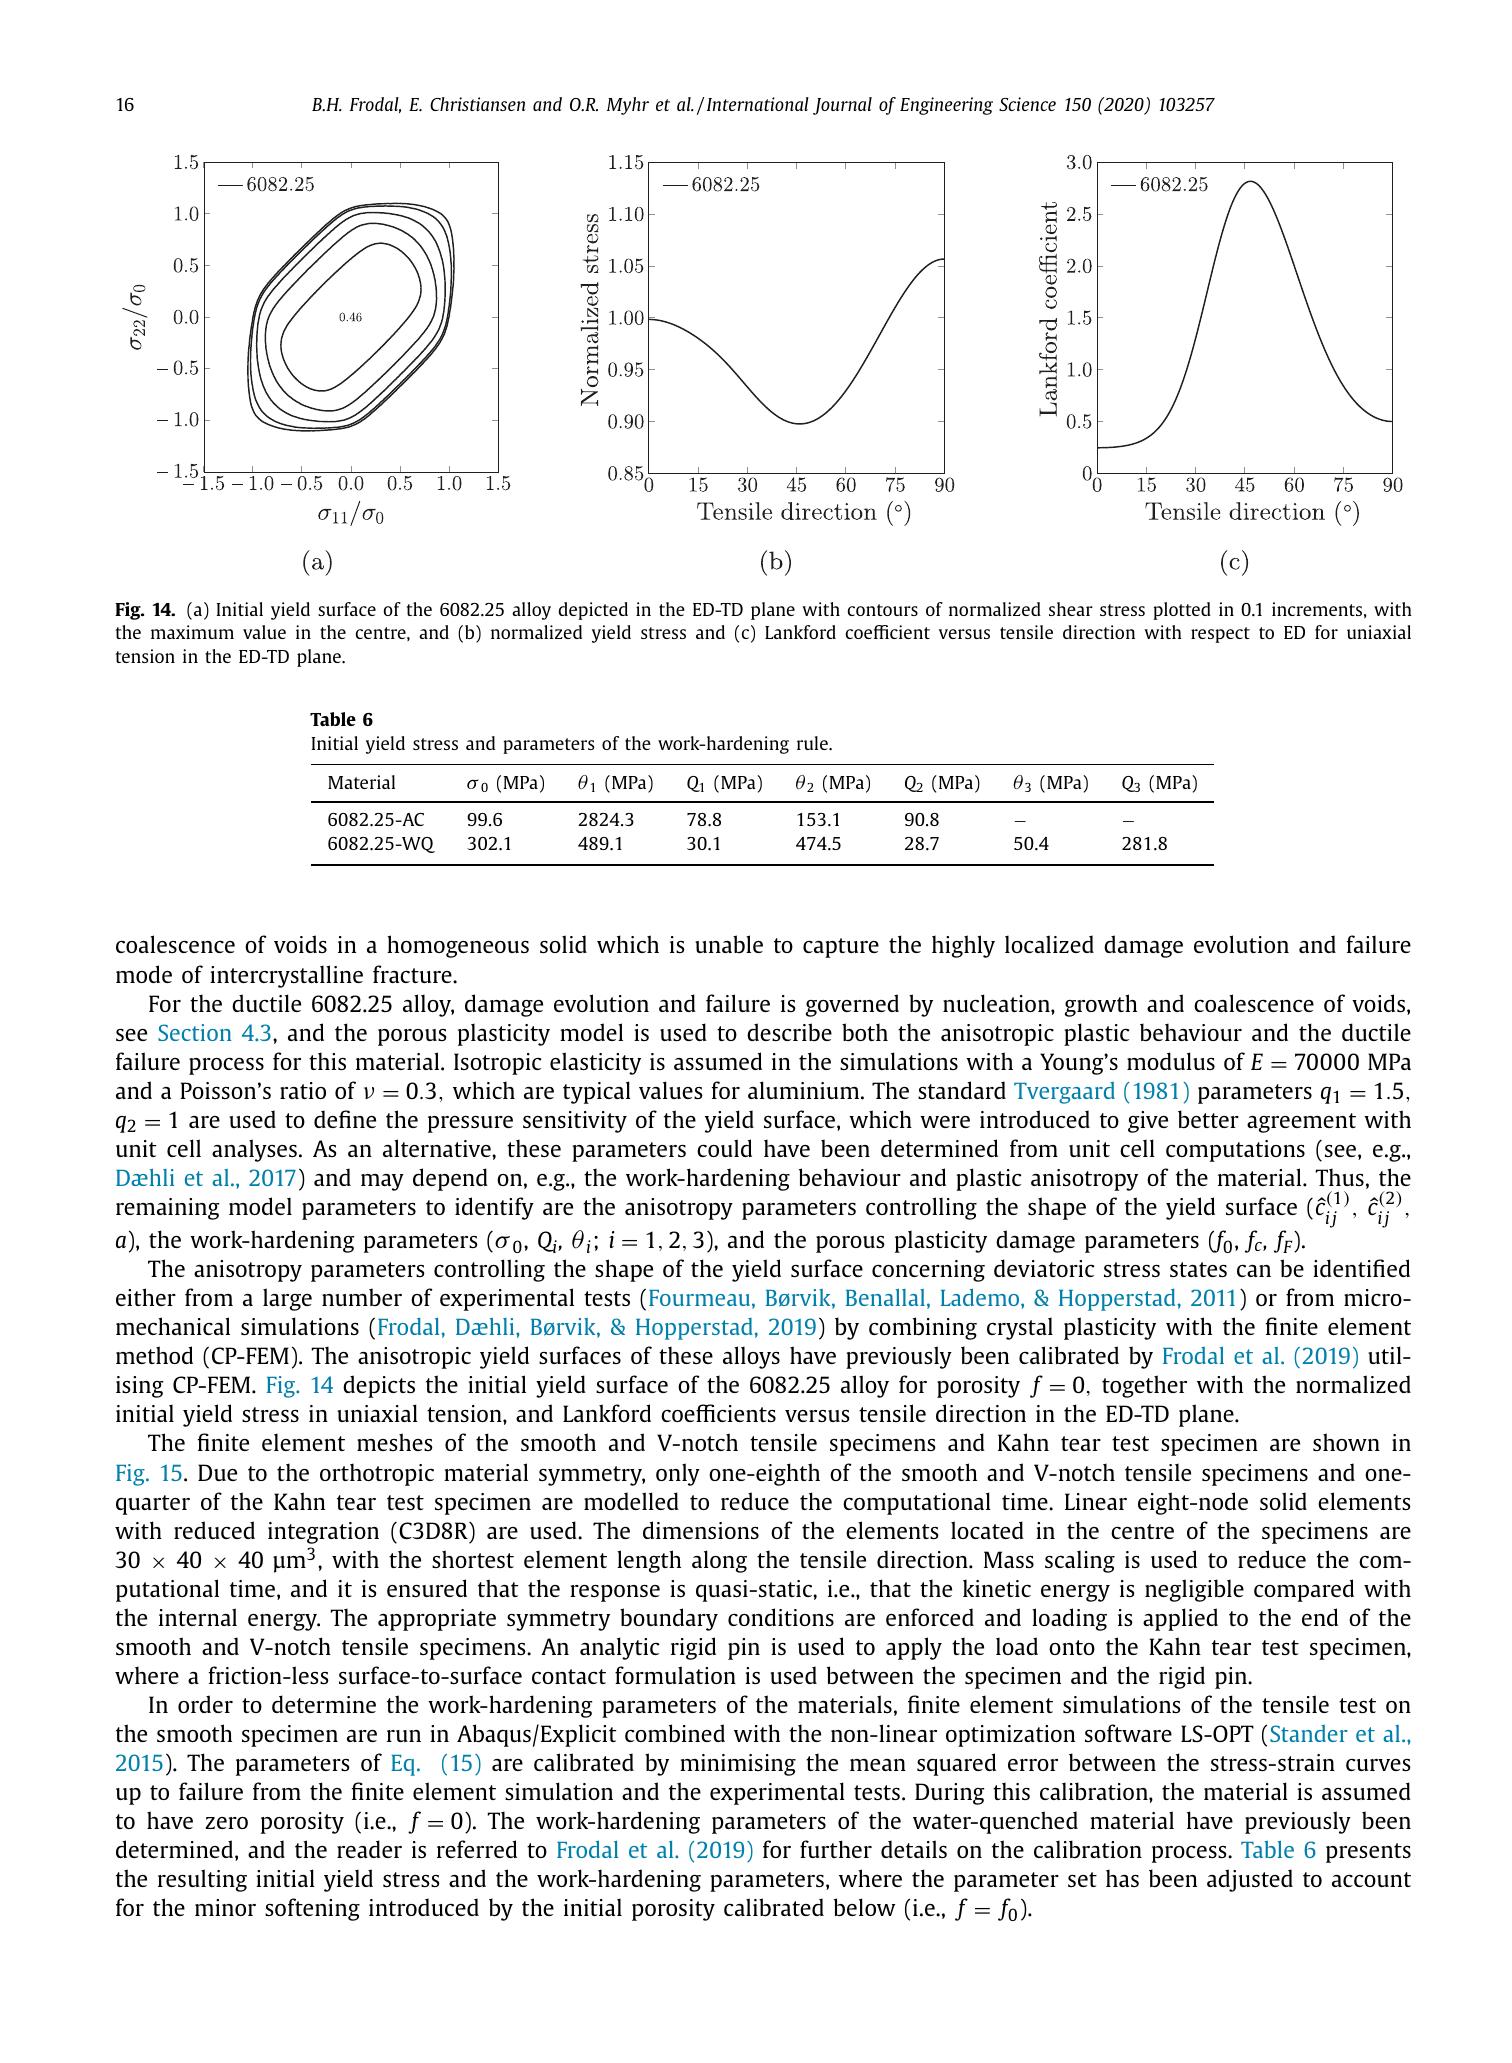 16
B.H. Frodal, E. Christiansen and O.R. Myhr et al. / International Journal of Engineering Science 150 (2020) 103257
1.5
1.0
0.5
0.0
−0.5
−1.0
−1.5
6082.25
0.46
σ22/σ0
−1.5 −1.0 −0.5 0.0 0.5 1.0 1.5
σ11/σ0
(a)
1.15
1.10
1.05
1.00
0.95
0.90
0.85
6082.25
Normalized stress
0 15 30 45 60 75 90
Tensile direction (°)
(b)
3.0
2.5
2.0
1.5
1.0
0.5
0
6082.25
Lankford coefficient
0 15 30 45 60 75 90
Tensile direction (°)
(c)
Fig. 14. (a) Initial yield surface of the 6082.25 alloy depicted in the ED-TD plane with contours of normalized shear stress plotted in 0.1 increments, with
the maximum value in the centre, and (b) normalized yield stress and (c) Lankford coefficient versus tensile direction with respect to ED for uniaxial
tension in the ED-TD plane.
Table 6
Initial yield stress and parameters of the work-hardening rule.
Material σ0 (MPa) θ1 (MPa) Q1 (MPa) θ2 (MPa) Q2 (MPa) θ3 (MPa) Q3 (MPa)
6082.25-AC 99.6 2824.3 78.8 153.1 90.8 – –
6082.25-WQ 302.1 489.1 30.1 474.5 28.7 50.4 281.8
coalescence of voids in a homogeneous solid which is unable to capture the highly localized damage evolution and failure
mode of intercrystalline fracture.
For the ductile 6082.25 alloy, damage evolution and failure is governed by nucleation, growth and coalescence of voids,
see Section 4.3, and the porous plasticity model is used to describe both the anisotropic plastic behaviour and the ductile
failure process for this material. Isotropic elasticity is assumed in the simulations with a Young's modulus of E = 70000 MPa
and a Poisson's ratio of ν = 0.3, which are typical values for aluminium. The standard Tvergaard (1981) parameters q1 = 1.5,
q2 = 1 are used to define the pressure sensitivity of the yield surface, which were introduced to give better agreement with
unit cell analyses. As an alternative, these parameters could have been determined from unit cell computations (see, e.g.,
Dæhli et al., 2017) and may depend on, e.g., the work-hardening behaviour and plastic anisotropy of the material. Thus, the
remaining model parameters to identify are the anisotropy parameters controlling the shape of the yield surface (ĉij(1), ĉij(2),
a), the work-hardening parameters (σ0, Qi, θi; i = 1, 2, 3), and the porous plasticity damage parameters (f0, fc, fF).
The anisotropy parameters controlling the shape of the yield surface concerning deviatoric stress states can be identified
either from a large number of experimental tests (Fourmeau, Børvik, Benallal, Lademo, & Hopperstad, 2011) or from micro-
mechanical simulations (Frodal, Dæhli, Børvik, & Hopperstad, 2019) by combining crystal plasticity with the finite element
method (CP-FEM). The anisotropic yield surfaces of these alloys have previously been calibrated by Frodal et al. (2019) util-
ising CP-FEM. Fig. 14 depicts the initial yield surface of the 6082.25 alloy for porosity f = 0, together with the normalized
initial yield stress in uniaxial tension, and Lankford coefficients versus tensile direction in the ED-TD plane.
The finite element meshes of the smooth and V-notch tensile specimens and Kahn tear test specimen are shown in
Fig. 15. Due to the orthotropic material symmetry, only one-eighth of the smooth and V-notch tensile specimens and one-
quarter of the Kahn tear test specimen are modelled to reduce the computational time. Linear eight-node solid elements
with reduced integration (C3D8R) are used. The dimensions of the elements located in the centre of the specimens are
30 × 40 × 40 μm³, with the shortest element length along the tensile direction. Mass scaling is used to reduce the com-
putational time, and it is ensured that the response is quasi-static, i.e., that the kinetic energy is negligible compared with
the internal energy. The appropriate symmetry boundary conditions are enforced and loading is applied to the end of the
smooth and V-notch tensile specimens. An analytic rigid pin is used to apply the load onto the Kahn tear test specimen,
where a friction-less surface-to-surface contact formulation is used between the specimen and the rigid pin.
In order to determine the work-hardening parameters of the materials, finite element simulations of the tensile test on
the smooth specimen are run in Abaqus/Explicit combined with the non-linear optimization software LS-OPT (Stander et al.,
2015). The parameters of Eq. (15) are calibrated by minimising the mean squared error between the stress-strain curves
up to failure from the finite element simulation and the experimental tests. During this calibration, the material is assumed
to have zero porosity (i.e., f = 0). The work-hardening parameters of the water-quenched material have previously been
determined, and the reader is referred to Frodal et al. (2019) for further details on the calibration process. Table 6 presents
the resulting initial yield stress and the work-hardening parameters, where the parameter set has been adjusted to account
for the minor softening introduced by the initial porosity calibrated below (i.e., f = f0).